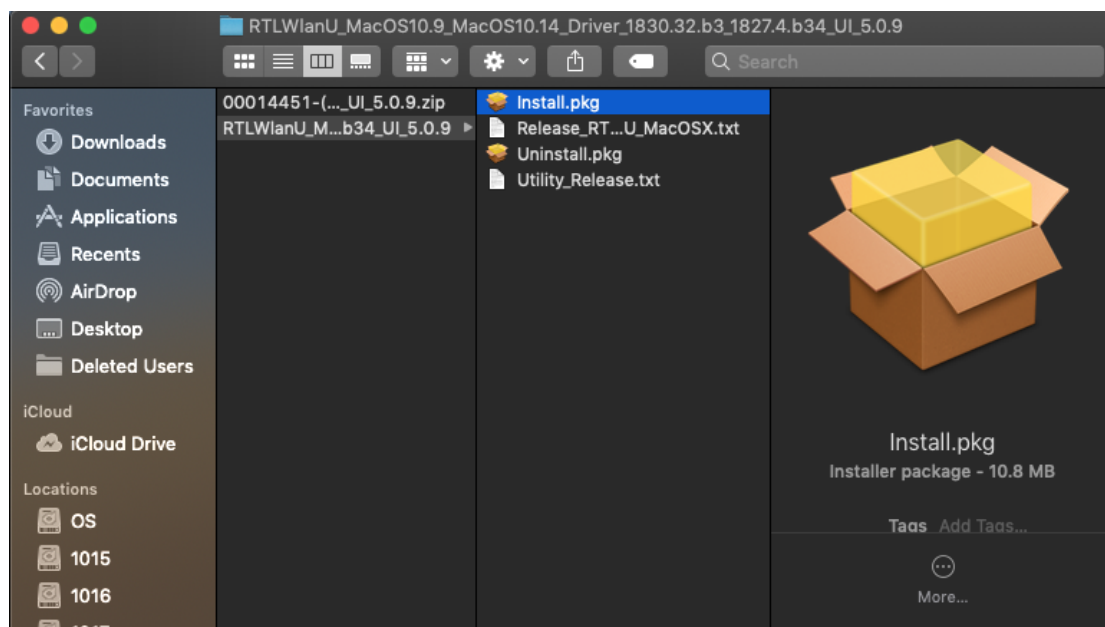 RTLWlanU_MacOS10.9_MacOS10.14_Driver_1830.32.b3_1827.4.b34_UI_5.0.9
Search
Favorites
Downloads
Documents
Applications
Recents
AirDrop
Desktop
Deleted Users
iCloud
iCloud Drive
Locations
OS
1015
1016
00014451-(..._UI_5.0.9.zip
RTLWlanU_M...b34_UI_5.0.9
Install.pkg
Release_RT...U_MacOSX.txt
Uninstall.pkg
Utility_Release.txt
Install.pkg
Installer package - 10.8 MB
Tags Add Tags...
More...